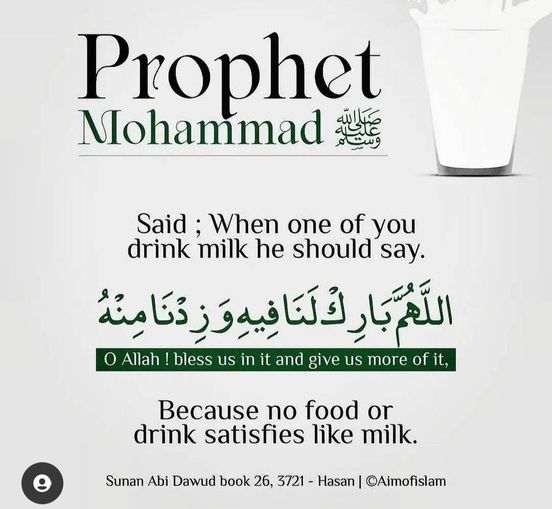 Prophet
Mohammad ﷺ
Said ; When one of you
drink milk he should say.
اللَّهُمَّ بَارِكْ لَنَا فِيهِ وَزِدْنَا مِنْهُ
O Allah ! bless us in it and give us more of it,
Because no food or
drink satisfies like milk.
Sunan Abi Dawud book 26, 3721 - Hasan | ©Aimofislam